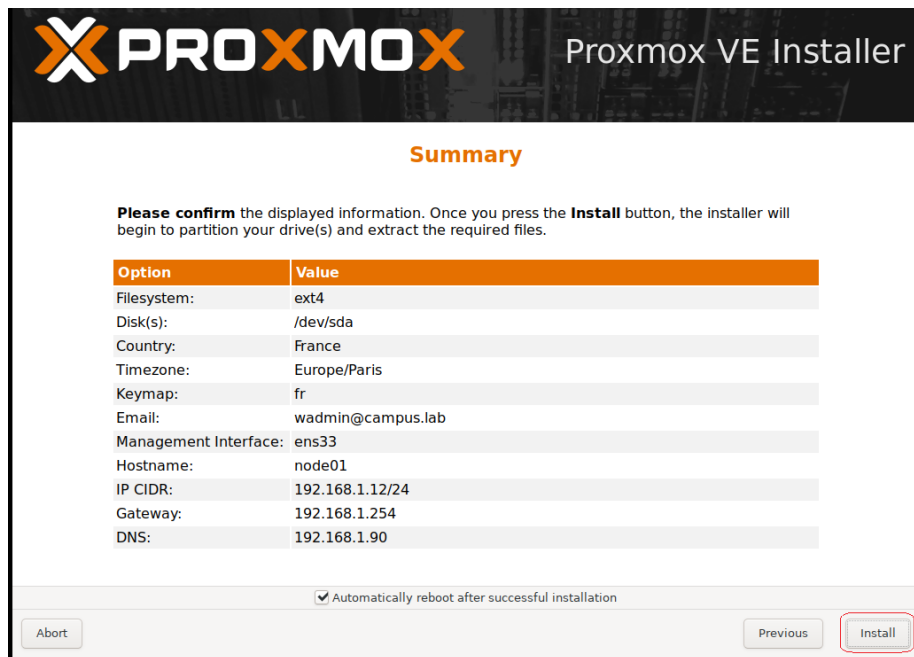 PROXMOX
Proxmox VE Installer
Summary
Please confirm the displayed information. Once you press the Install button, the installer will
begin to partition your drive(s) and extract the required files.
Option Value
Filesystem: ext4
Disk(s): /dev/sda
Country: France
Timezone: Europe/Paris
Keymap: fr
Email: wadmin@campus.lab
Management Interface: ens33
Hostname: node01
IP CIDR: 192.168.1.12/24
Gateway: 192.168.1.254
DNS: 192.168.1.90
Automatically reboot after successful installation
Abort Previous Install